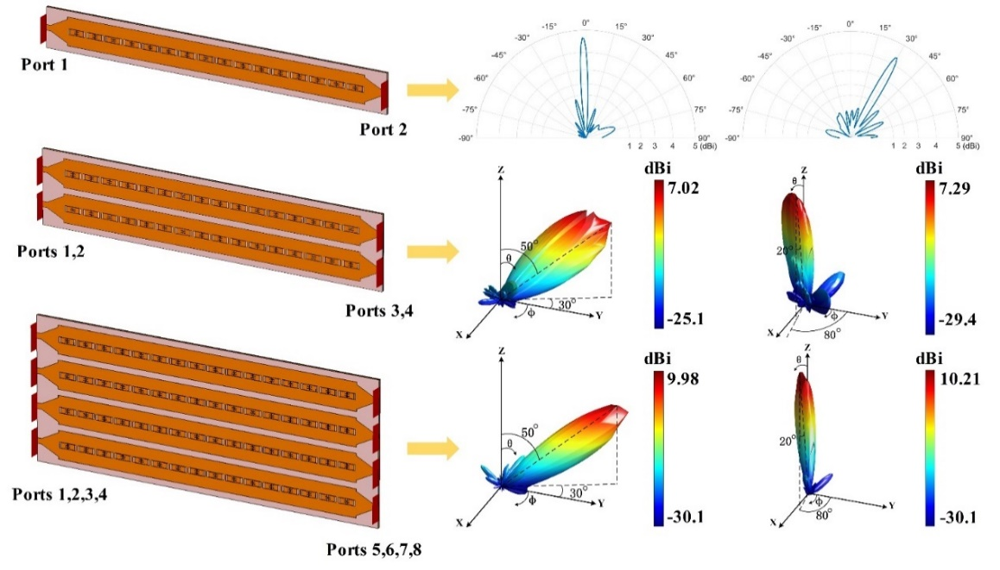 Port 1
Port 2
0°
-15°
15°
-30°
30°
-45°
45°
-60°
60°
-75°
75°
-90°
90°
1 2 3 4 5 (dBi)
0°
-15°
15°
-30°
30°
-45°
45°
-60°
60°
-75°
75°
-90°
90°
1 2 3 4 5 (dBi)
Ports 1,2
Ports 3,4
Z
50°
θ
30°
ϕ
Y
X
dBi
7.02
-25.1
Z
θ
20°
ϕ
Y
X
80°
dBi
7.29
-29.4
Ports 1,2,3,4
Ports 5,6,7,8
Z
50°
θ
30°
ϕ
Y
X
dBi
9.98
-30.1
Z
θ
20°
ϕ
Y
X
80°
dBi
10.21
-30.1